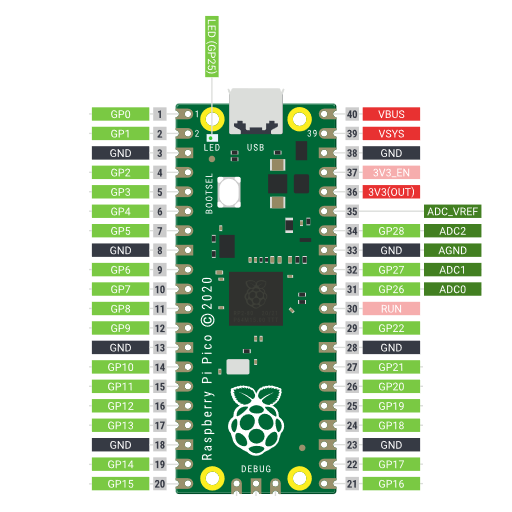 LED (GP25)
GP0 1 1 40 VBUS
GP1 2 2 39 39 VSYS
GND 3 LED USB 38 GND
GP2 4 37 3V3_EN
GP3 5 BOOTSEL 36 3V3(OUT)
GP4 6 35 ADC_VREF
GP5 7 34 GP28 ADC2
GND 8 33 GND AGND
GP6 9 32 GP27 ADC1
GP7 10 31 GP26 ADC0
GP8 11 30 RUN
GP9 12 29 GP22
GND 13 28 GND
GP10 14 27 GP21
GP11 15 26 GP20
GP12 16 25 GP19
GP13 17 24 GP18
GND 18 23 GND
GP14 19 22 GP17
GP15 20 21 GP16
Raspberry Pi Pico © 2020
DEBUG